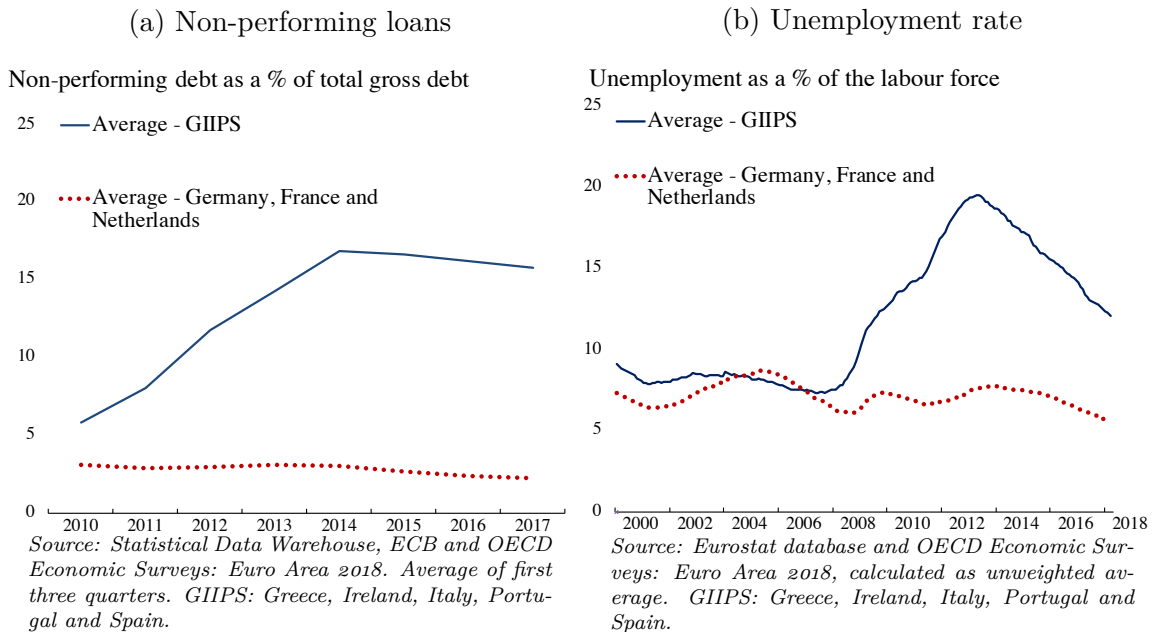 (a) Non-performing loans
Non-performing debt as a % of total gross debt
25
Average - GIIPS
20
Average - Germany, France and
Netherlands
15
10
5
0
2010 2011 2012 2013 2014 2015 2016 2017
Source: Statistical Data Warehouse, ECB and OECD
Economic Surveys: Euro Area 2018. Average of first
three quarters. GIIPS: Greece, Ireland, Italy, Portu-
gal and Spain.
(b) Unemployment rate
Unemployment as a % of the labour force
25
Average - GIIPS
Average - Germany, France and
20
Netherlands
15
10
5
0
2000 2002 2004 2006 2008 2010 2012 2014 2016 2018
Source: Eurostat database and OECD Economic Sur-
veys: Euro Area 2018, calculated as unweighted av-
erage. GIIPS: Greece, Ireland, Italy, Portugal and
Spain.